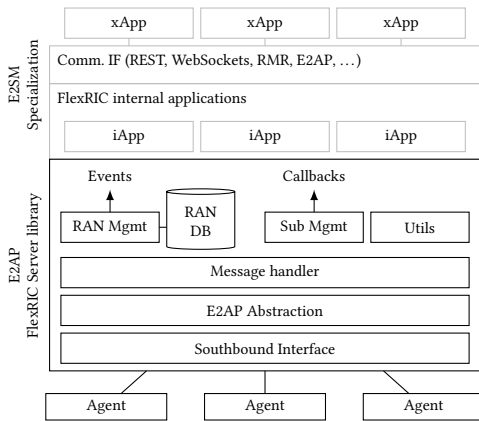 xApp xApp xApp
Comm. IF (REST, WebSockets, RMR, E2AP, …)
FlexRIC internal applications
iApp iApp iApp
E2SM
Specialization
Events Callbacks
RAN Mgmt RAN
DB Sub Mgmt Utils
Message handler
E2AP Abstraction
Southbound Interface
E2AP
FlexRIC Server library
Agent Agent Agent